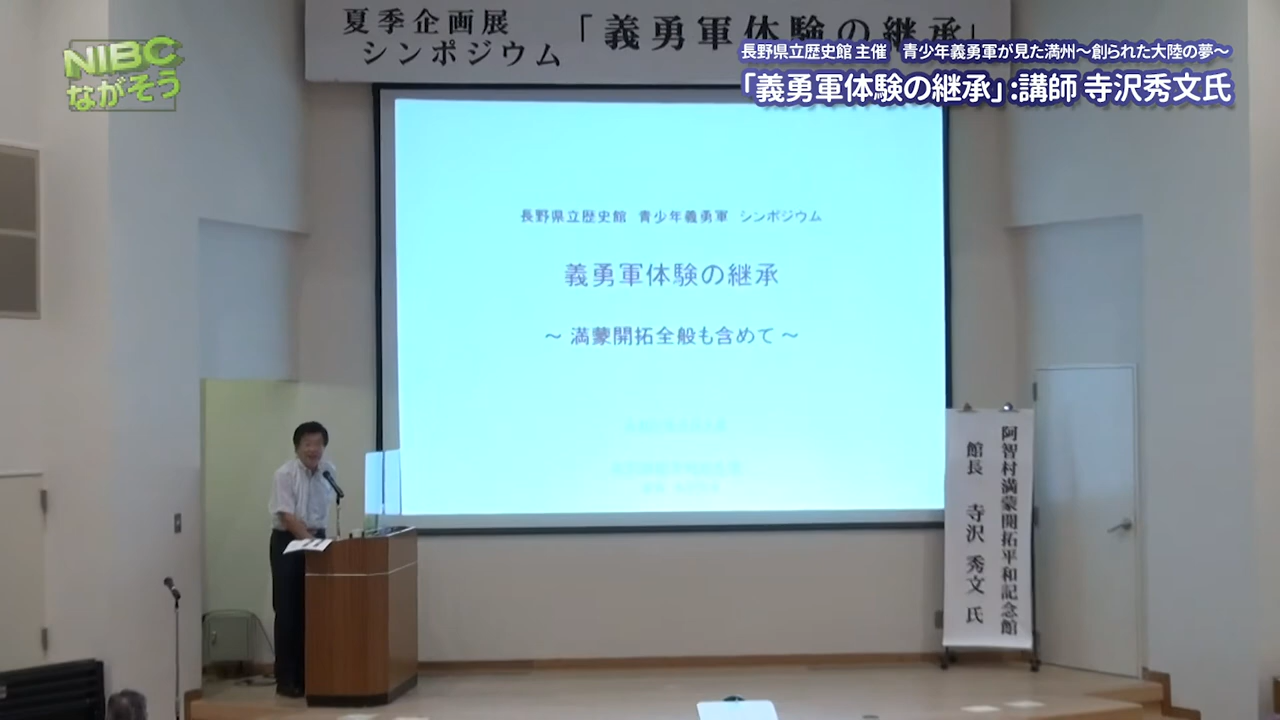 夏季企画展
シンポジウム
「義勇軍体験の継承」
NIBC
ながそう
長野県立歴史館 主催　青少年義勇軍が見た満州～創られた大陸の夢～
「義勇軍体験の継承」:講師 寺沢秀文氏
長野県立歴史館　青少年義勇軍　シンポジウム
義勇軍体験の継承
～ 満蒙開拓全般も含めて ～
阿智村満蒙開拓平和記念館
館長　寺沢 秀文 氏